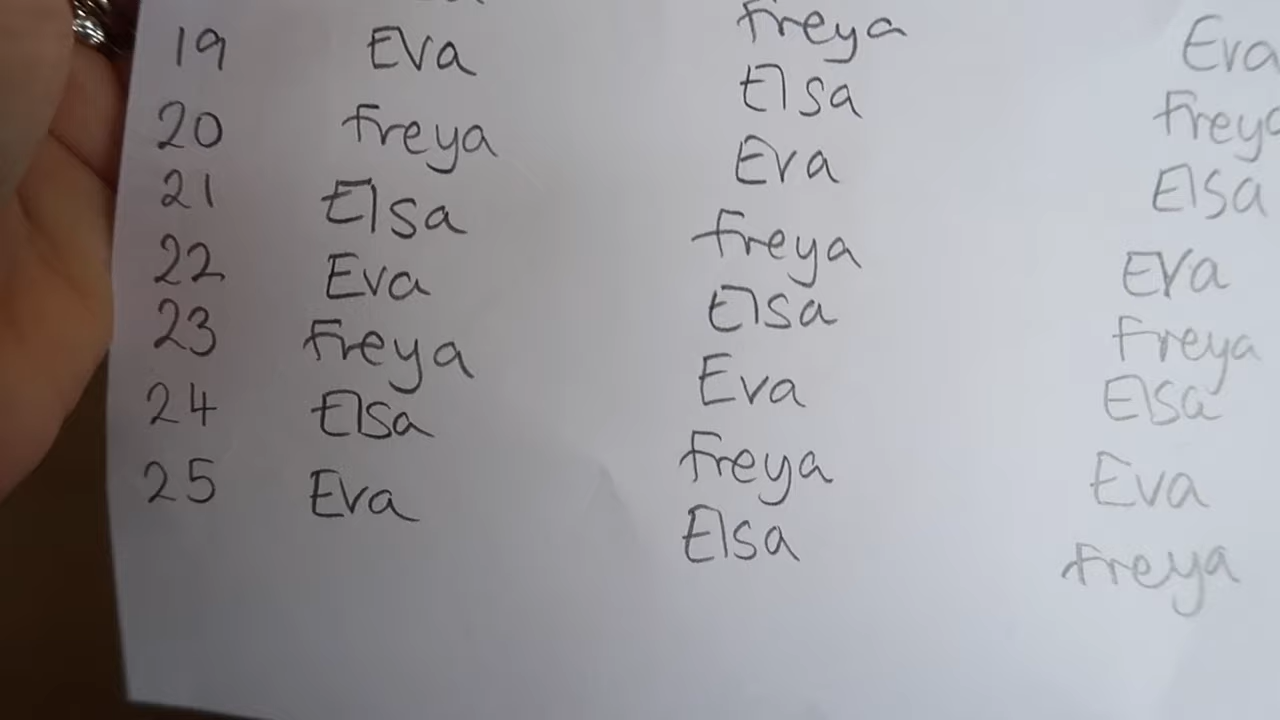 Freya Eva
19 Eva Elsa Freya
20 Freya Eva Elsa
21 Elsa Freya Eva
22 Eva Elsa Freya
23 Freya Eva Elsa
24 Elsa Freya Eva
25 Eva Elsa Freya